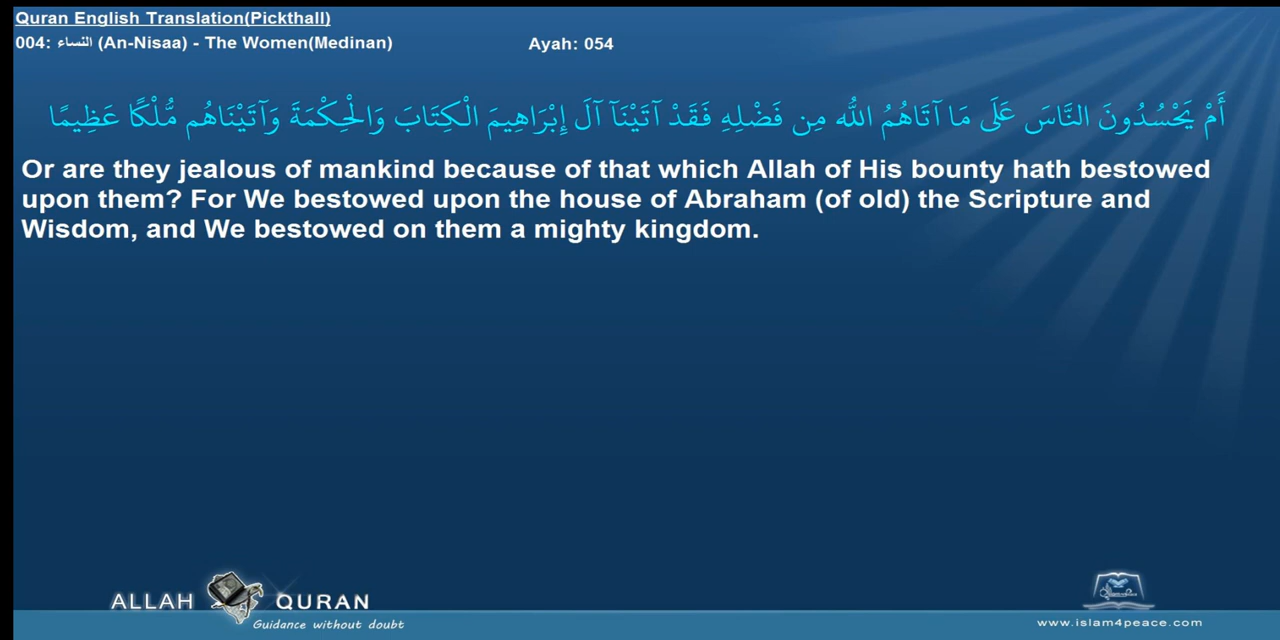 Quran English Translation(Pickthall)
004: النساء (An-Nisaa) - The Women(Medinan)
Ayah: 054
أَمْ يَحْسُدُونَ النَّاسَ عَلَى مَا آتَاهُمُ اللَّهُ مِن فَضْلِهِ فَقَدْ آتَيْنَآ آلَ إِبْرَاهِيمَ الْكِتَابَ وَالْحِكْمَةَ وَآتَيْنَاهُم مُّلْكًا عَظِيمًا
Or are they jealous of mankind because of that which Allah of His bounty hath bestowed
upon them? For We bestowed upon the house of Abraham (of old) the Scripture and
Wisdom, and We bestowed on them a mighty kingdom.
ALLAH QURAN
Guidance without doubt
www.islam4peace.com